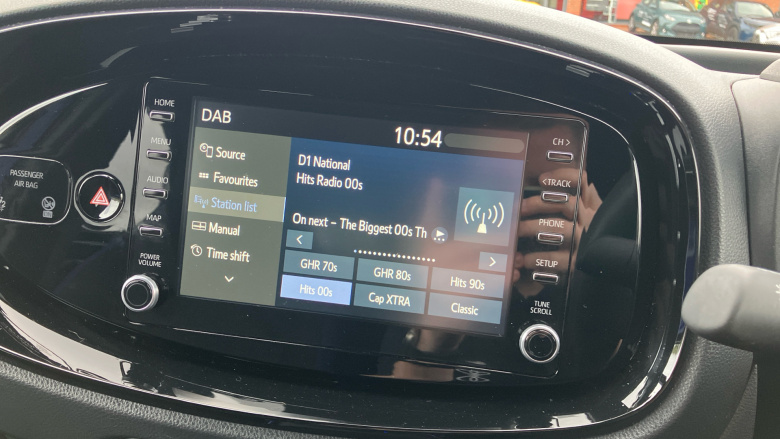 DAB
10:54
HOME
MENU
AUDIO
MAP
POWER
VOLUME
PASSENGER
AIR BAG
Source
Favourites
Station list
Manual
Time shift
D1 National
Hits Radio 00s
On next – The Biggest 00s Th
GHR 70s
GHR 80s
Hits 90s
Hits 00s
Cap XTRA
Classic
CH >
< TRACK
PHONE
SETUP
TUNE
SCROLL